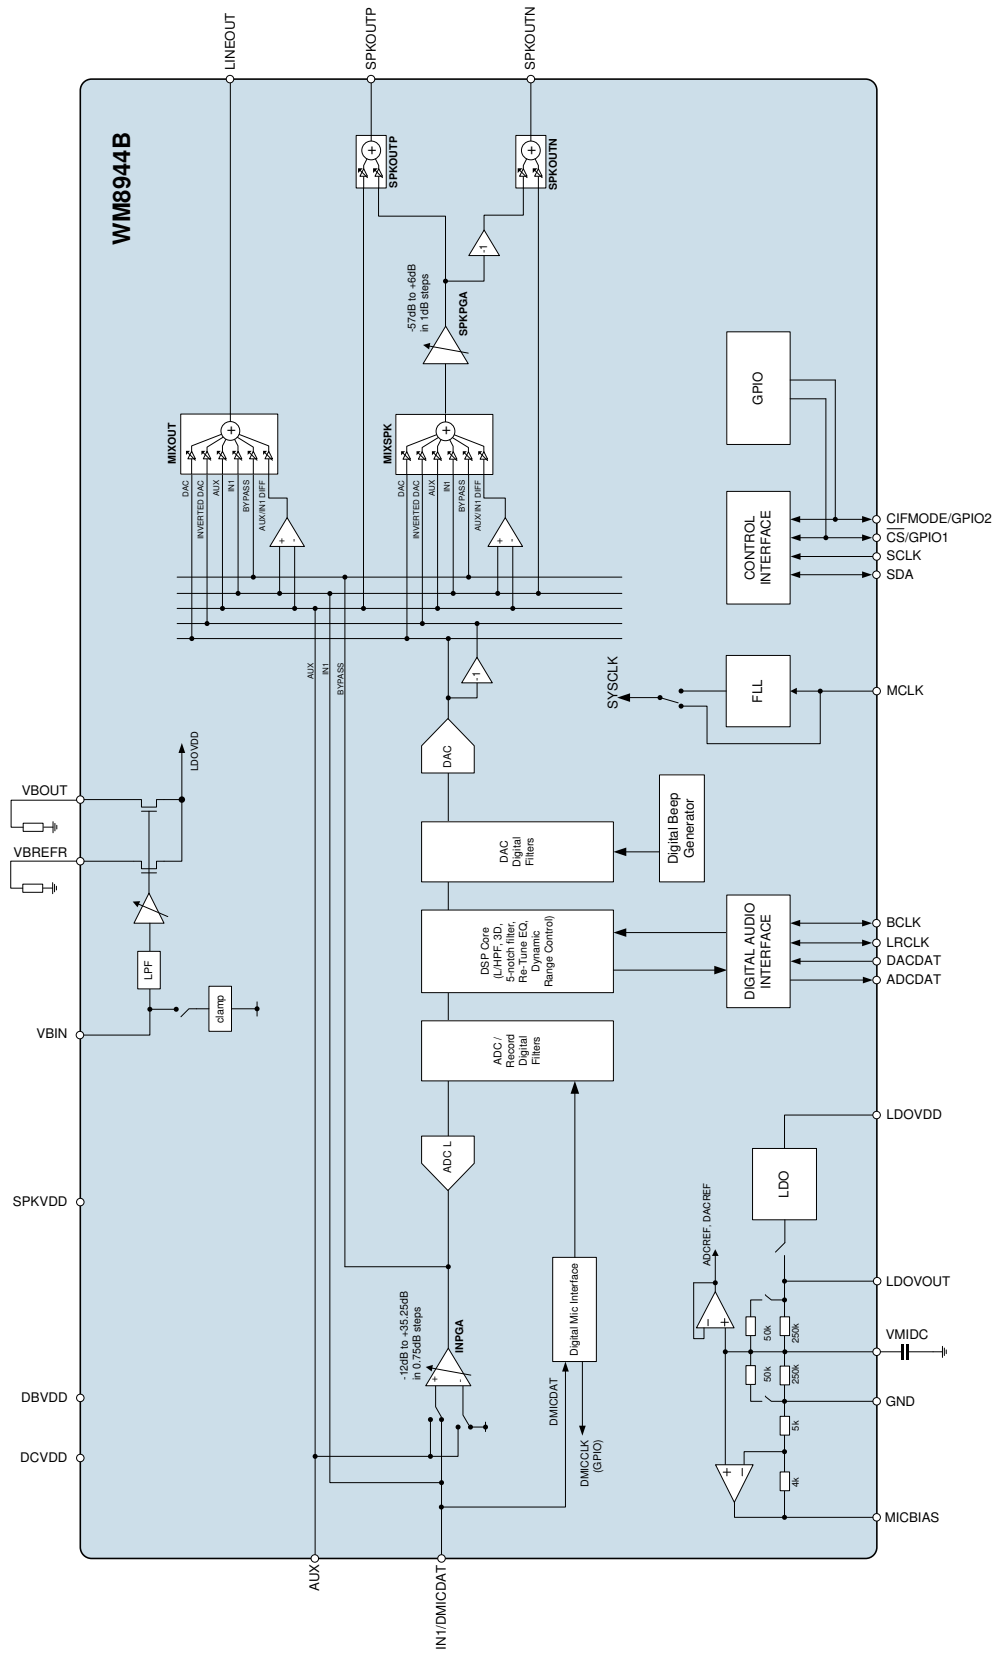 LINEOUT
SPKOUTP
SPKOUTN
WM8944B
SPKOUTP
SPKOUTN
-57dB to +6dB
in 1dB steps
SPKPGA
-1
MIXOUT
DAC
INVERTED DAC
AUX
IN1
BYPASS
AUX/IN1 DIFF
+
-
MIXSPK
DAC
INVERTED DAC
AUX
IN1
BYPASS
AUX/IN1 DIFF
+
-
GPIO
CONTROL
INTERFACE
CIFMODE/GPIO2
CS/GPIO1
SCLK
SDA
AUX
IN1
BYPASS
-1
SYSCLK
FLL
MCLK
VBOUT
VBREFR
LDOVDD
LPF
clamp
VBIN
DAC
DAC
Digital
Filters
Digital Beep
Generator
DSP Core
(L/HPF, 3D,
5-notch filter,
Re-Tune EQ,
Dynamic
Range Control)
DIGITAL AUDIO
INTERFACE
BCLK
LRCLK
DACDAT
ADCDAT
ADC /
Record
Digital
Filters
ADC L
SPKVDD
DBVDD
DCVDD
-12dB to +35.25dB
in 0.75dB steps
INPGA
+
-
Digital Mic Interface
DMICDAT
DMICCLK
(GPIO)
ADCREF, DACREF
LDO
LDOVDD
LDOVOUT
VMIDC
GND
MICBIAS
50k
250k
50k
250k
5k
4k
+
-
+
-
AUX
IN1/DMICDAT